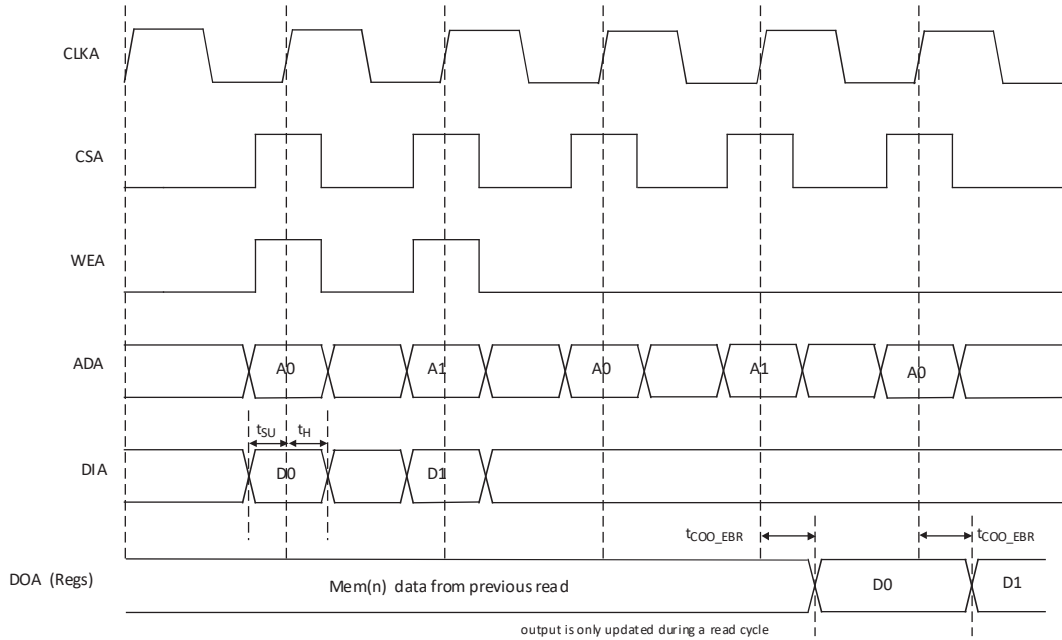 CLKA
CSA
WEA
ADA
A0
A1
A0
A1
A0
tSU
tH
DIA
D0
D1
tCOO_EBR
tCOO_EBR
DOA (Regs)
Mem(n) data from previous read
D0
D1
output is only updated during a read cycle